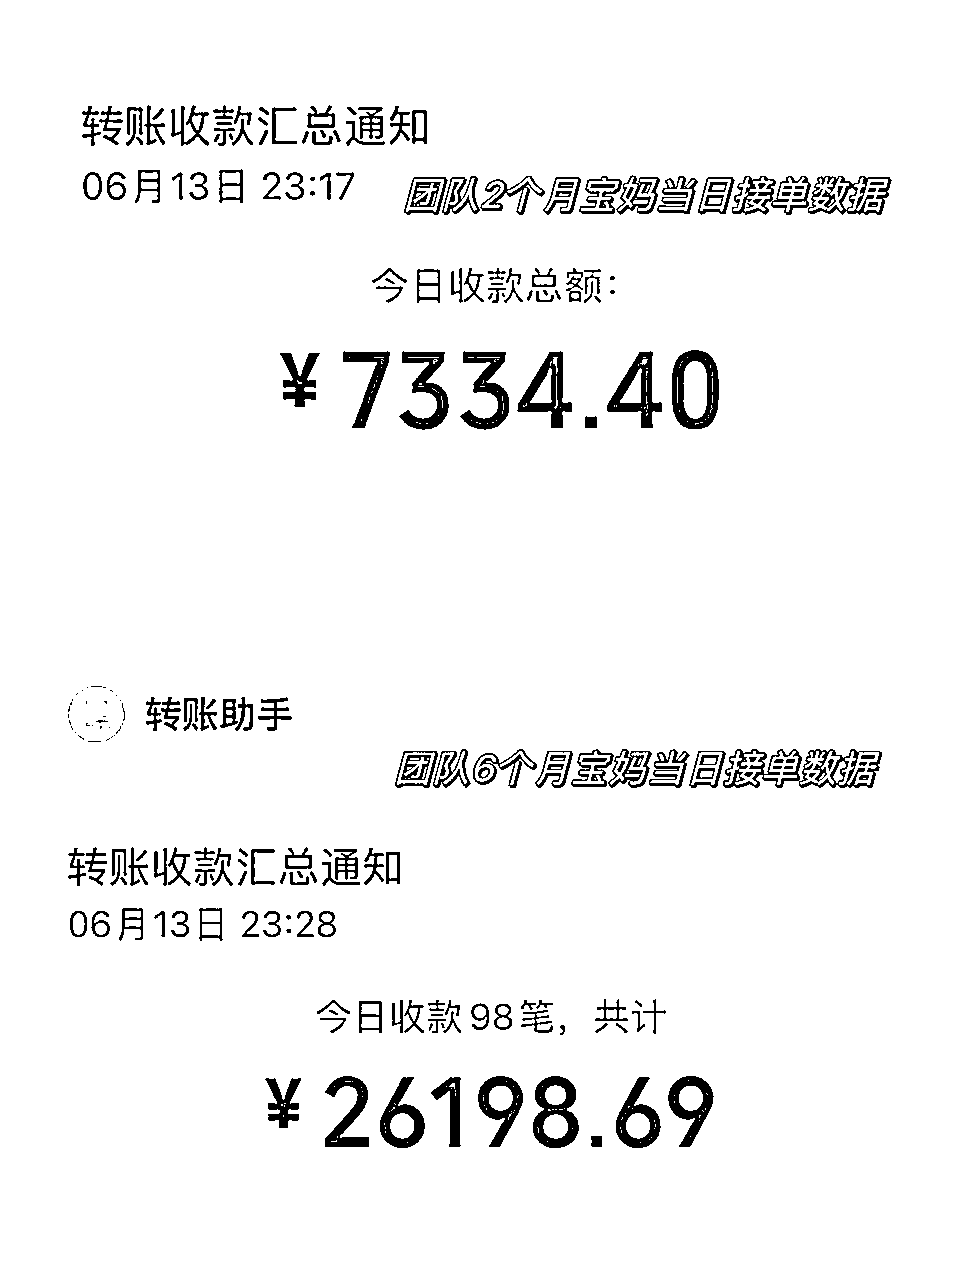 转账收款汇总通知
06月13日 23:17
团队2个月宝妈当日接单数据
今日收款总额：
¥7334.40
转账助手
团队6个月宝妈当日接单数据
转账收款汇总通知
06月13日 23:28
今日收款98笔，共计
¥26198.69